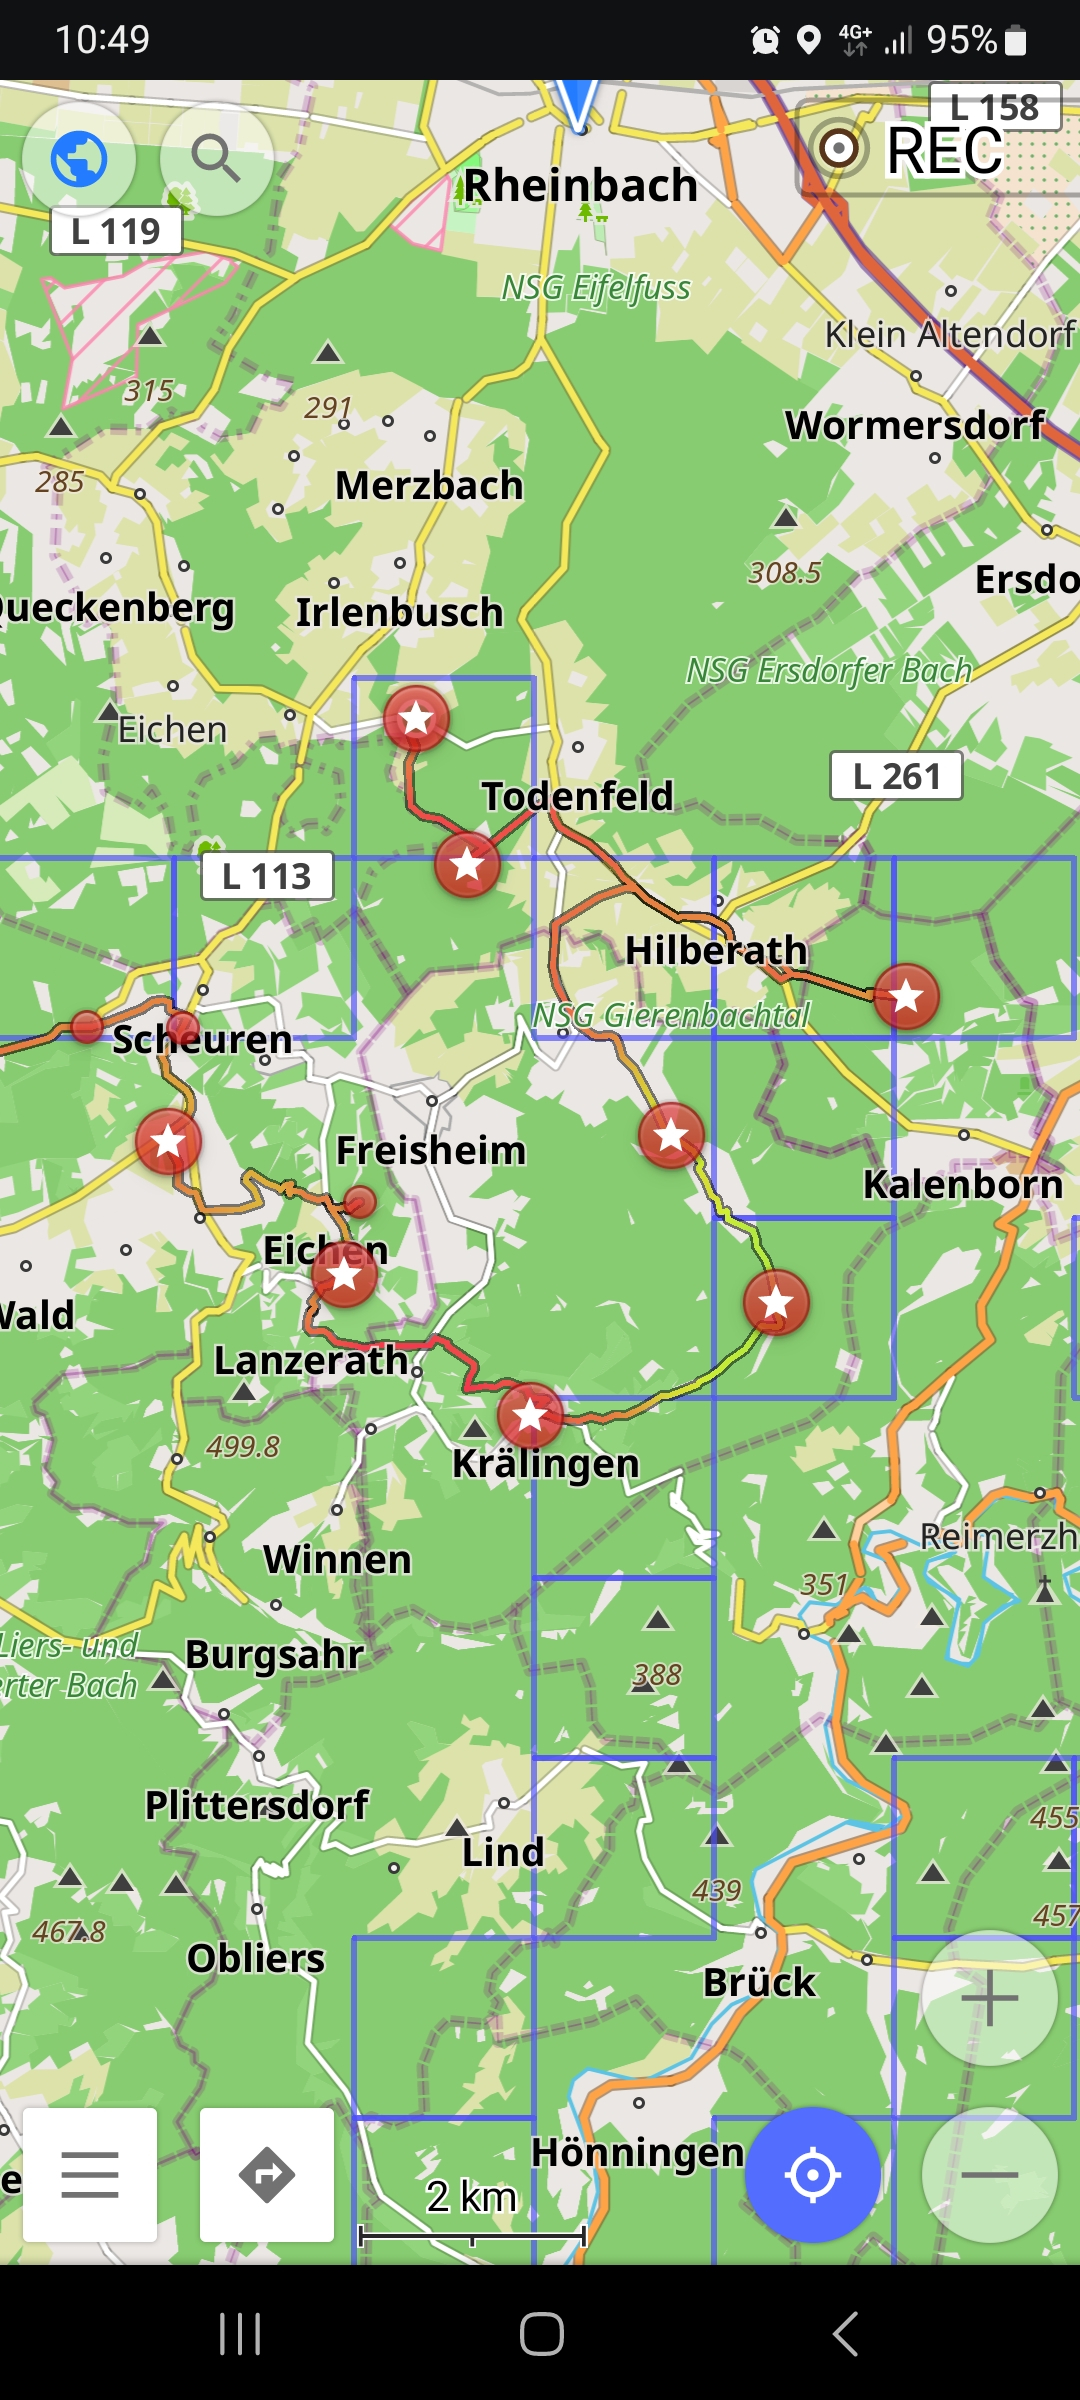 10:49
4G+
95%
L 158
REC
Rheinbach
L 119
NSG Eifelfuss
Klein Altendorf
315
291
Wormersdorf
285
Merzbach
308.5
Ersdo
Queckenberg
Irlenbusch
NSG Ersdorfer Bach
Eichen
L 261
Todenfeld
L 113
Hilberath
NSG Gierenbachtal
Scheuren
Freisheim
Kalenborn
Eichen
Wald
Lanzerath
499.8
Krälingen
Reimerzh
Winnen
351
Liers- und
erter Bach
Burgsahr
388
Plittersdorf
455
Lind
439
457
467.8
Obliers
Brück
Hönningen
e
2 km